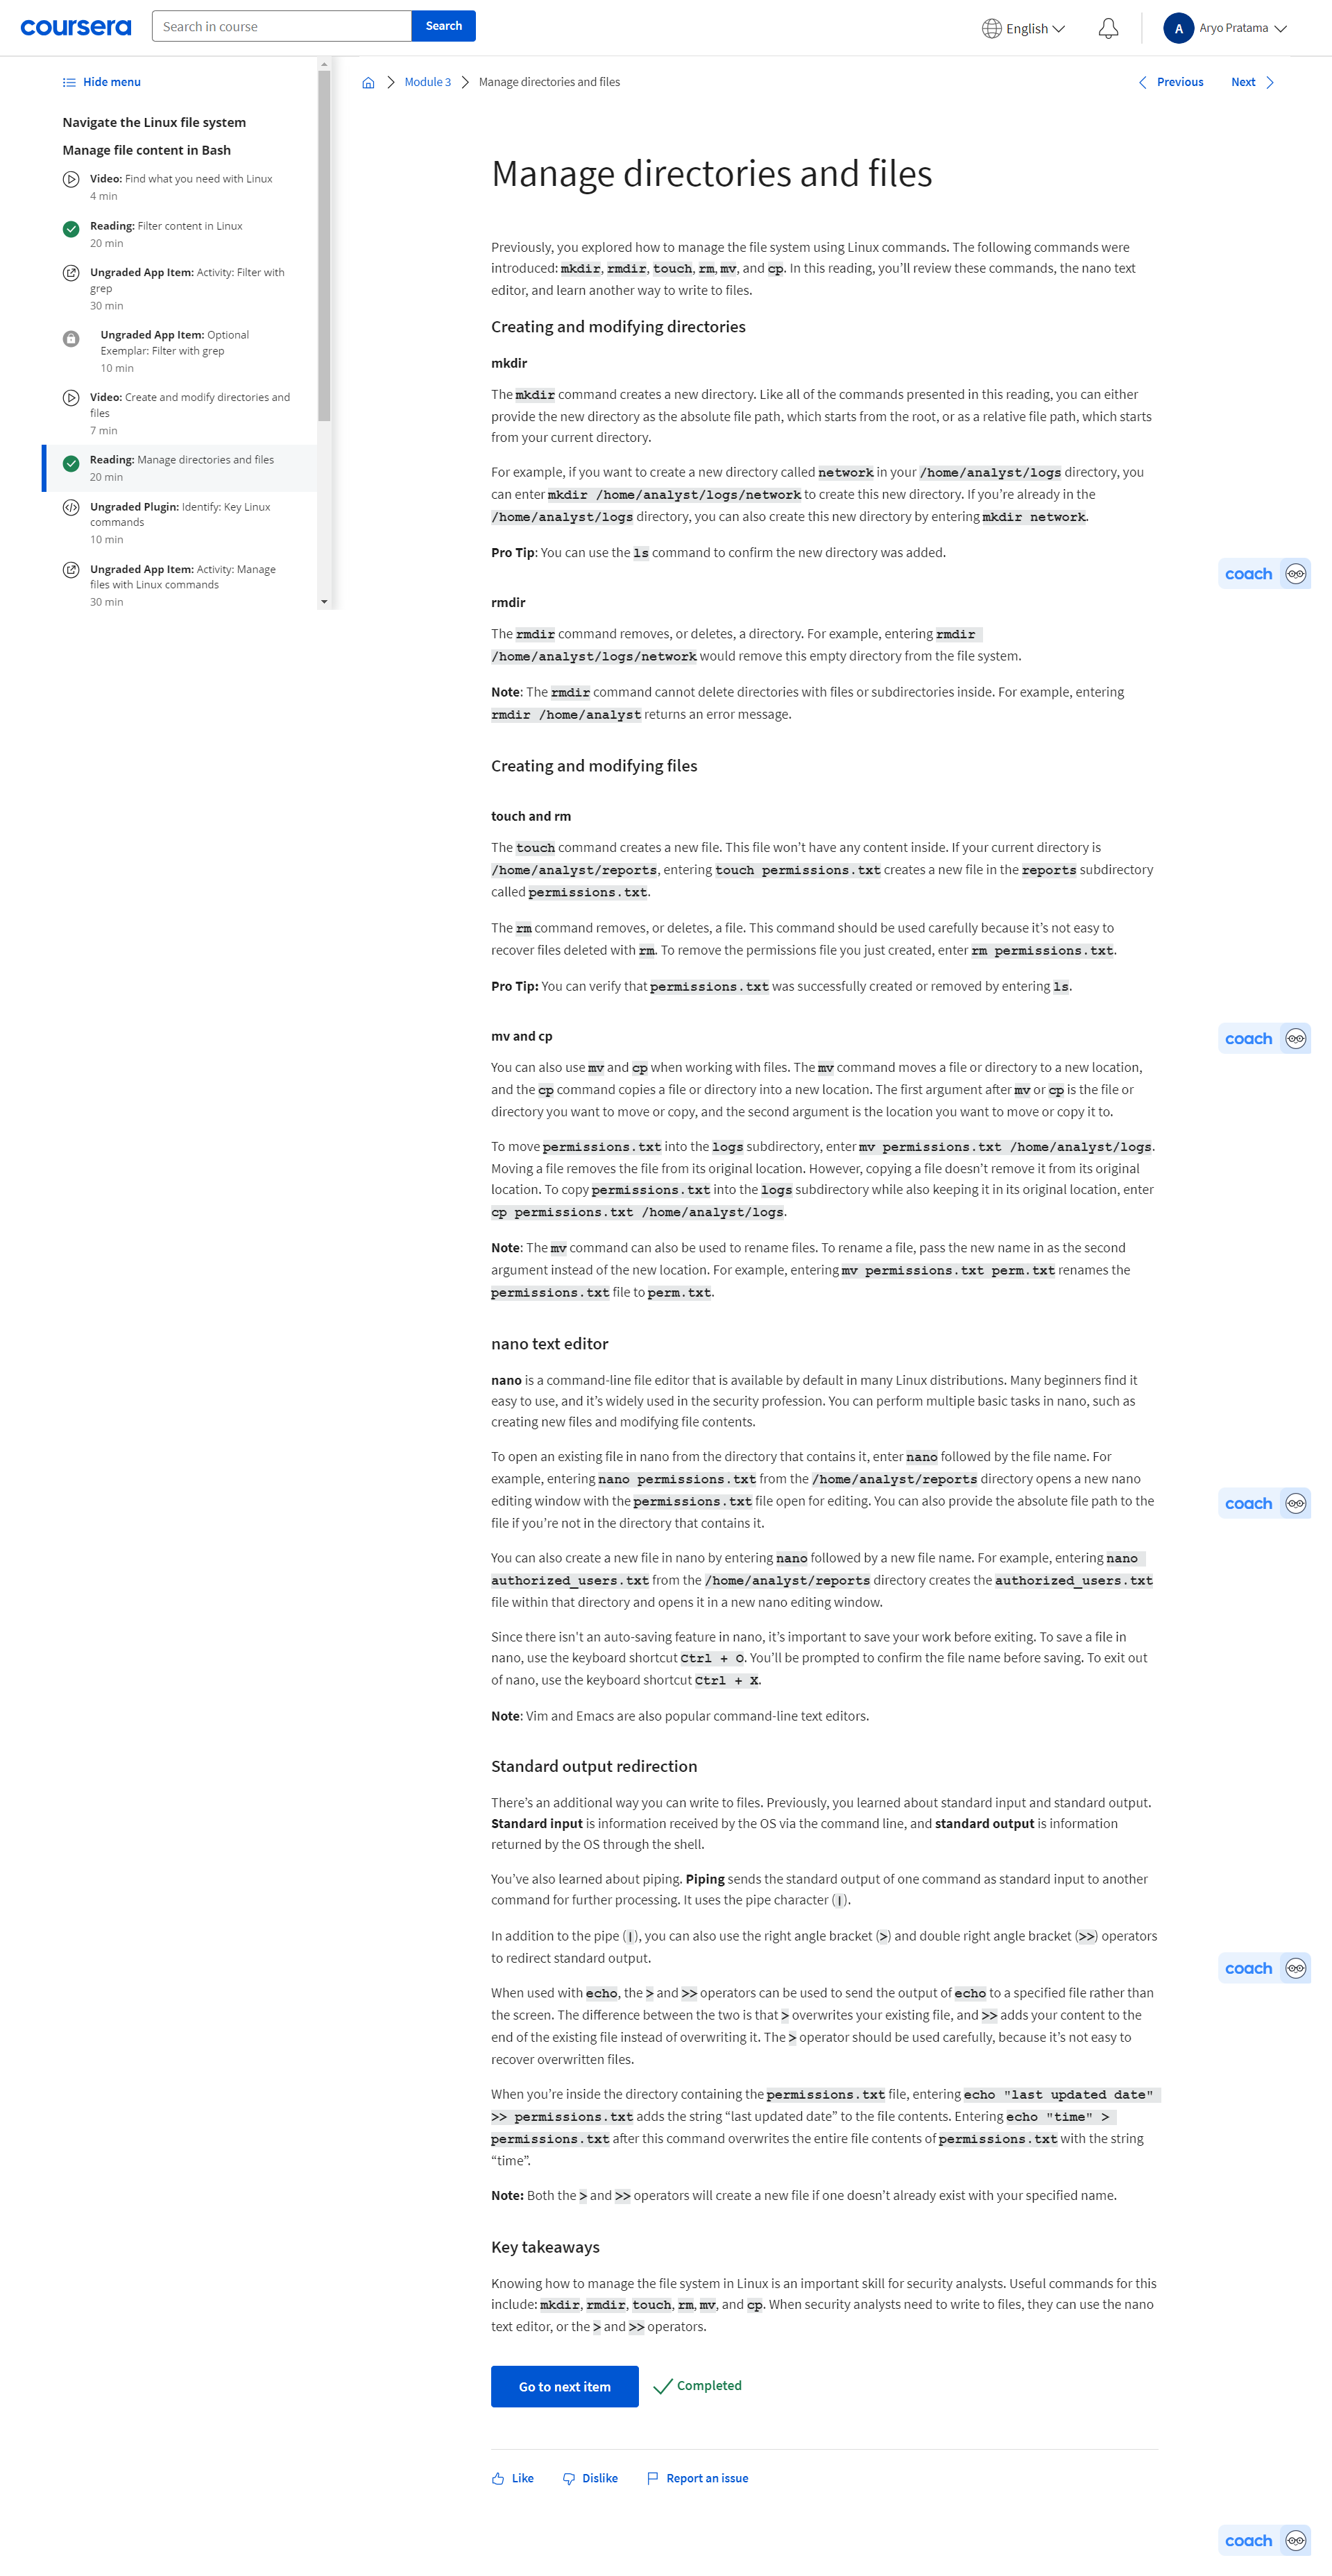 coursera
Search in course
Search
English
A
Aryo Pratama
Hide menu
Navigate the Linux file system
Manage file content in Bash
Video: Find what you need with Linux
4 min
Reading: Filter content in Linux
20 min
Ungraded App Item: Activity: Filter with
grep
30 min
Ungraded App Item: Optional
Exemplar: Filter with grep
10 min
Video: Create and modify directories and
files
7 min
Reading: Manage directories and files
20 min
Ungraded Plugin: Identify: Key Linux
commands
10 min
Ungraded App Item: Activity: Manage
files with Linux commands
30 min
Module 3
Manage directories and files
Previous
Next
Manage directories and files
Previously, you explored how to manage the file system using Linux commands. The following commands were
introduced: mkdir, rmdir, touch, rm, mv, and cp. In this reading, you’ll review these commands, the nano text
editor, and learn another way to write to files.
Creating and modifying directories
mkdir
The mkdir command creates a new directory. Like all of the commands presented in this reading, you can either
provide the new directory as the absolute file path, which starts from the root, or as a relative file path, which starts
from your current directory.
For example, if you want to create a new directory called network in your /home/analyst/logs directory, you
can enter mkdir /home/analyst/logs/network to create this new directory. If you’re already in the
/home/analyst/logs directory, you can also create this new directory by entering mkdir network.
Pro Tip: You can use the ls command to confirm the new directory was added.
coach
rmdir
The rmdir command removes, or deletes, a directory. For example, entering rmdir
/home/analyst/logs/network would remove this empty directory from the file system.
Note: The rmdir command cannot delete directories with files or subdirectories inside. For example, entering
rmdir /home/analyst returns an error message.
Creating and modifying files
touch and rm
The touch command creates a new file. This file won’t have any content inside. If your current directory is
/home/analyst/reports, entering touch permissions.txt creates a new file in the reports subdirectory
called permissions.txt.
The rm command removes, or deletes, a file. This command should be used carefully because it’s not easy to
recover files deleted with rm. To remove the permissions file you just created, enter rm permissions.txt.
Pro Tip: You can verify that permissions.txt was successfully created or removed by entering ls.
mv and cp
coach
You can also use mv and cp when working with files. The mv command moves a file or directory to a new location,
and the cp command copies a file or directory into a new location. The first argument after mv or cp is the file or
directory you want to move or copy, and the second argument is the location you want to move or copy it to.
To move permissions.txt into the logs subdirectory, enter mv permissions.txt /home/analyst/logs.
Moving a file removes the file from its original location. However, copying a file doesn’t remove it from its original
location. To copy permissions.txt into the logs subdirectory while also keeping it in its original location, enter
cp permissions.txt /home/analyst/logs.
Note: The mv command can also be used to rename files. To rename a file, pass the new name in as the second
argument instead of the new location. For example, entering mv permissions.txt perm.txt renames the
permissions.txt file to perm.txt.
nano text editor
nano is a command-line file editor that is available by default in many Linux distributions. Many beginners find it
easy to use, and it’s widely used in the security profession. You can perform multiple basic tasks in nano, such as
creating new files and modifying file contents.
To open an existing file in nano from the directory that contains it, enter nano followed by the file name. For
example, entering nano permissions.txt from the /home/analyst/reports directory opens a new nano
editing window with the permissions.txt file open for editing. You can also provide the absolute file path to the
file if you’re not in the directory that contains it.
coach
You can also create a new file in nano by entering nano followed by a new file name. For example, entering nano
authorized_users.txt from the /home/analyst/reports directory creates the authorized_users.txt
file within that directory and opens it in a new nano editing window.
Since there isn't an auto-saving feature in nano, it’s important to save your work before exiting. To save a file in
nano, use the keyboard shortcut Ctrl + O. You’ll be prompted to confirm the file name before saving. To exit out
of nano, use the keyboard shortcut Ctrl + X.
Note: Vim and Emacs are also popular command-line text editors.
Standard output redirection
There’s an additional way you can write to files. Previously, you learned about standard input and standard output.
Standard input is information received by the OS via the command line, and standard output is information
returned by the OS through the shell.
You’ve also learned about piping. Piping sends the standard output of one command as standard input to another
command for further processing. It uses the pipe character (|).
In addition to the pipe (|), you can also use the right angle bracket (>) and double right angle bracket (>>) operators
to redirect standard output.
coach
When used with echo, the > and >> operators can be used to send the output of echo to a specified file rather than
the screen. The difference between the two is that > overwrites your existing file, and >> adds your content to the
end of the existing file instead of overwriting it. The > operator should be used carefully, because it’s not easy to
recover overwritten files.
When you’re inside the directory containing the permissions.txt file, entering echo "last updated date"
>> permissions.txt adds the string “last updated date” to the file contents. Entering echo "time" >
permissions.txt after this command overwrites the entire file contents of permissions.txt with the string
“time”.
Note: Both the > and >> operators will create a new file if one doesn’t already exist with your specified name.
Key takeaways
Knowing how to manage the file system in Linux is an important skill for security analysts. Useful commands for this
include: mkdir, rmdir, touch, rm, mv, and cp. When security analysts need to write to files, they can use the nano
text editor, or the > and >> operators.
Go to next item
Completed
Like
Dislike
Report an issue
coach